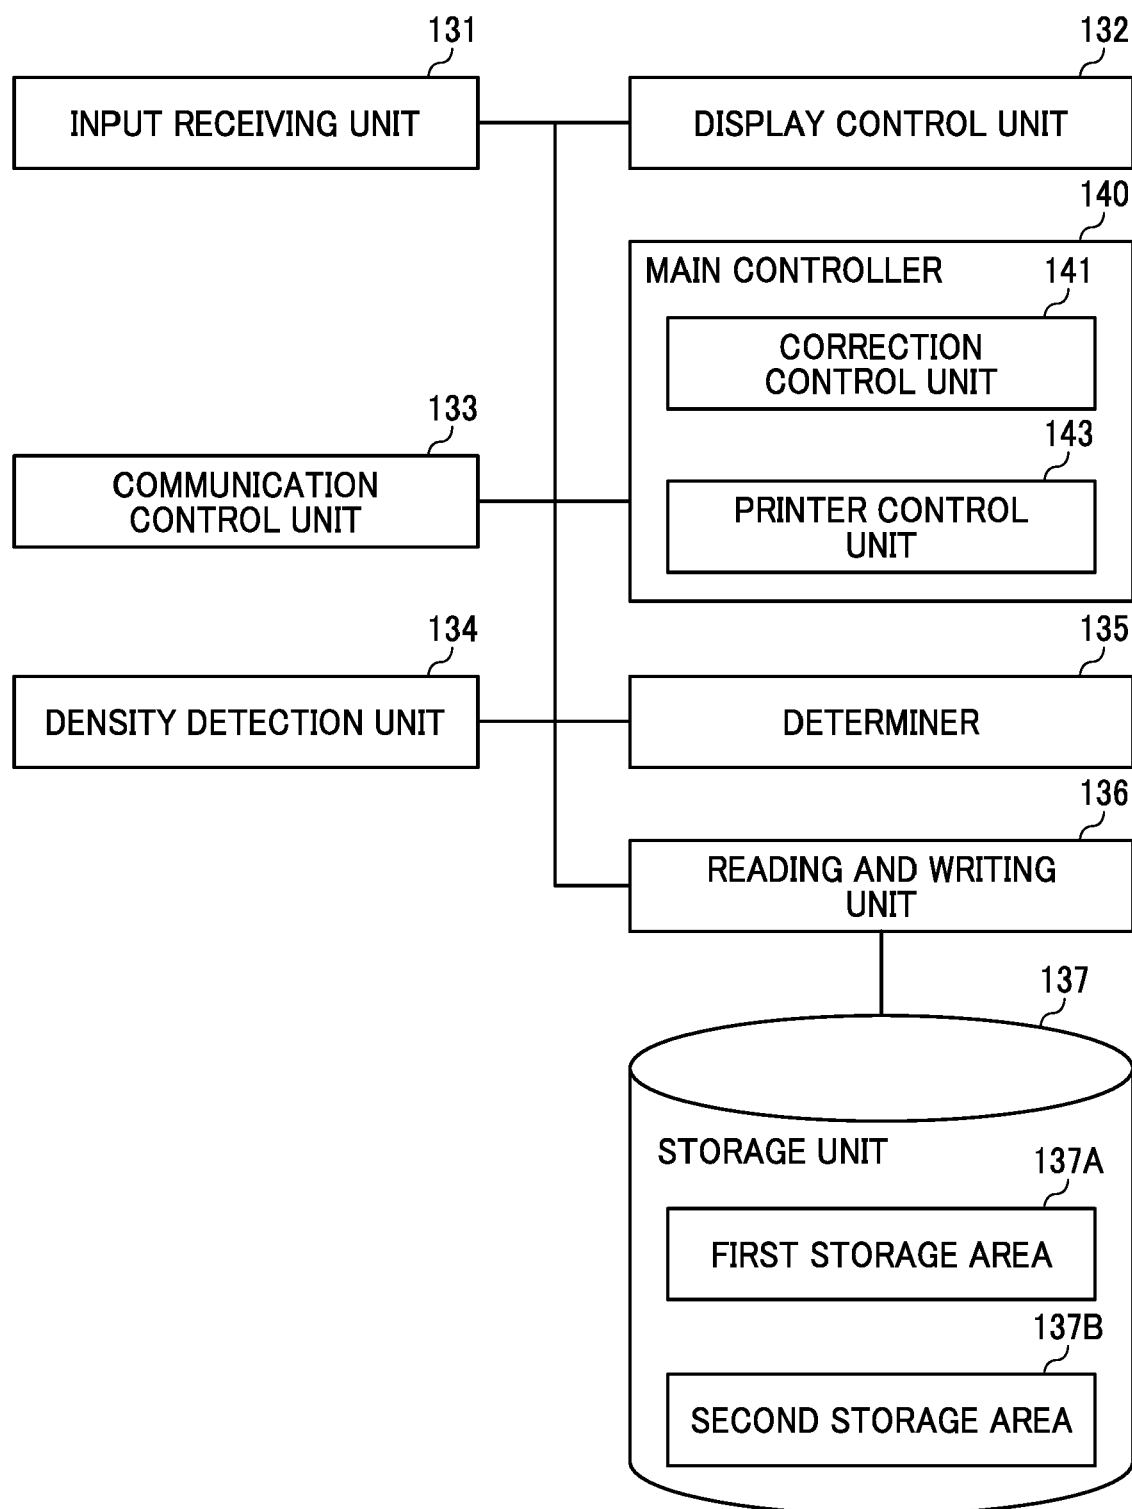 131
INPUT RECEIVING UNIT
132
DISPLAY CONTROL UNIT
140
MAIN CONTROLLER
141
CORRECTION
CONTROL UNIT
133
COMMUNICATION
CONTROL UNIT
143
PRINTER CONTROL
UNIT
134
DENSITY DETECTION UNIT
135
DETERMINER
136
READING AND WRITING
UNIT
137
STORAGE UNIT
137A
FIRST STORAGE AREA
137B
SECOND STORAGE AREA